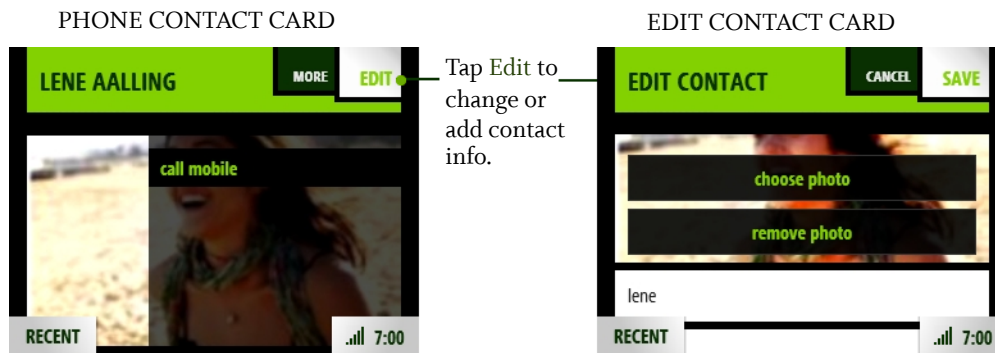 PHONE CONTACT CARD
LENE AALLING
MORE
EDIT
call mobile
RECENT
7:00
Tap Edit to
change or
add contact
info.
EDIT CONTACT CARD
EDIT CONTACT
CANCEL
SAVE
choose photo
remove photo
lene
RECENT
7:00